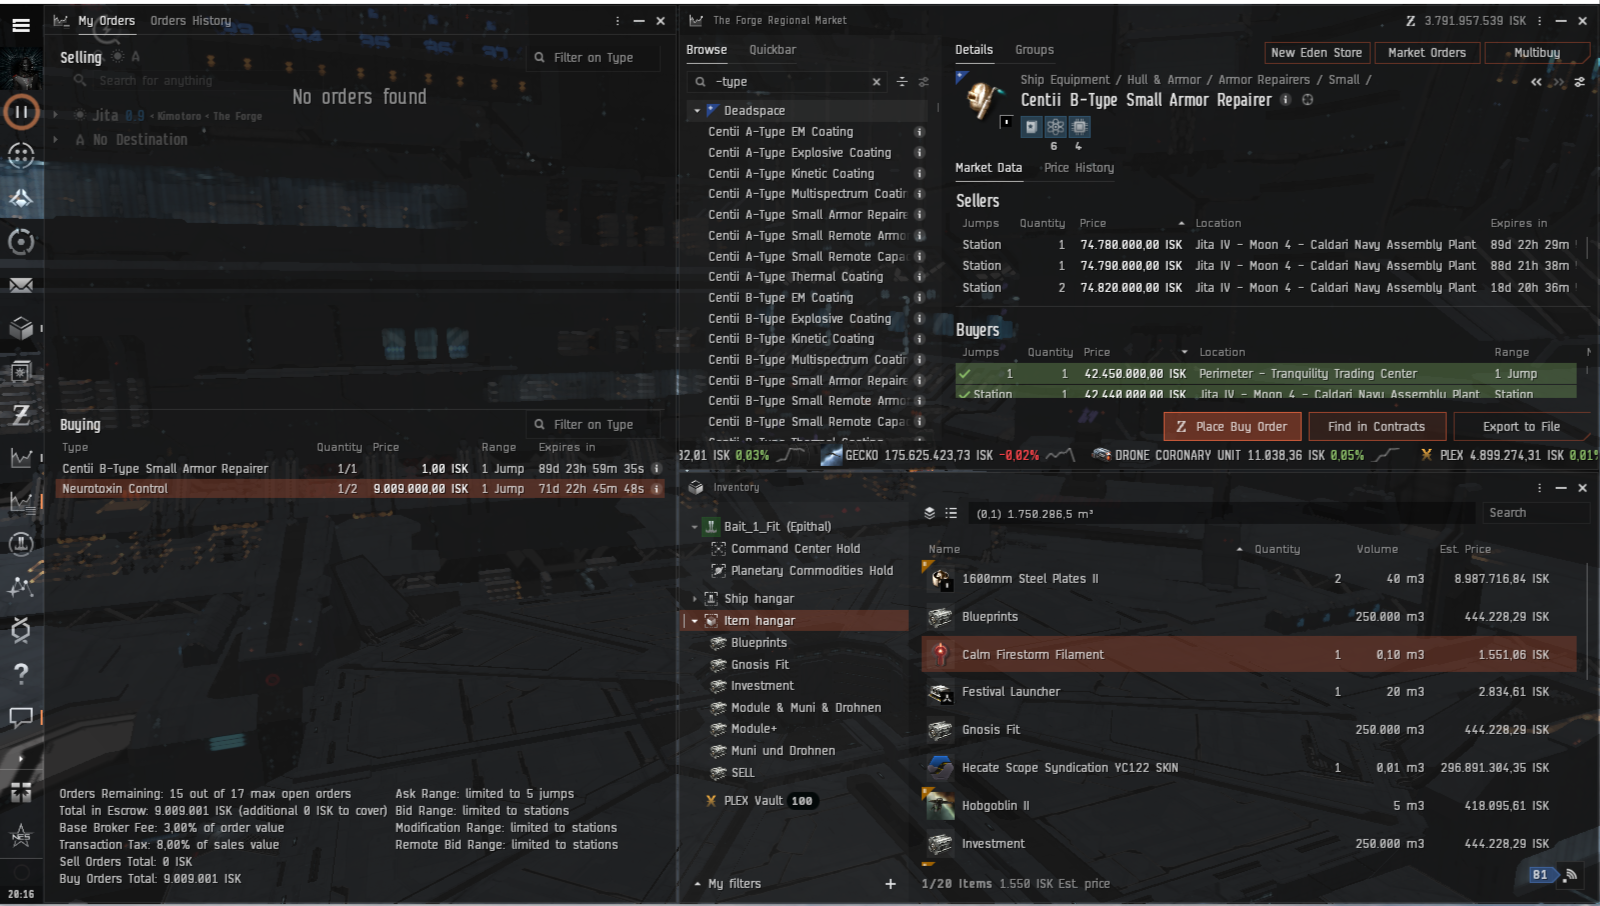 My Orders Orders History
Selling
Filter on Type
Search for anything
No orders found
Jita 0.9 ◂ Kimotoro ◂ The Forge
No Destination
Buying
Filter on Type
Type Quantity Price Range Expires in
Centii B-Type Small Armor Repairer 1/1 1,00 ISK 1 Jump 89d 23h 59m 35s
Neurotoxin Control 1/2 9.009.000,00 ISK 1 Jump 71d 22h 45m 48s
Orders Remaining: 15 out of 17 max open orders
Total in Escrow: 9.009.001 ISK (additional 0 ISK to cover)
Base Broker Fee: 3,00% of order value
Transaction Tax: 8,00% of sales value
Sell Orders Total: 0 ISK
Buy Orders Total: 9.009.001 ISK
Ask Range: limited to 5 jumps
Bid Range: limited to stations
Modification Range: limited to stations
Remote Bid Range: limited to stations
NES
20:16
The Forge Regional Market
3.791.957.539 ISK
Browse Quickbar
-type
Deadspace
Centii A-Type EM Coating
Centii A-Type Explosive Coating
Centii A-Type Kinetic Coating
Centii A-Type Multispectrum Coatin
Centii A-Type Small Armor Repaire
Centii A-Type Small Remote Armo
Centii A-Type Small Remote Capa
Centii A-Type Thermal Coating
Centii B-Type EM Coating
Centii B-Type Explosive Coating
Centii B-Type Kinetic Coating
Centii B-Type Multispectrum Coatin
Centii B-Type Small Armor Repaire
Centii B-Type Small Remote Armo
Centii B-Type Small Remote Capa
Centii B-Type Thermal Coating
Details Groups
New Eden Store Market Orders Multibuy
Ship Equipment / Hull & Armor / Armor Repairers / Small /
Centii B-Type Small Armor Repairer
6 4
Market Data Price History
Sellers
Jumps Quantity Price Location Expires in
Station 1 74.780.000,00 ISK Jita IV - Moon 4 - Caldari Navy Assembly Plant 89d 22h 29m
Station 1 74.790.000,00 ISK Jita IV - Moon 4 - Caldari Navy Assembly Plant 88d 21h 38m
Station 2 74.820.000,00 ISK Jita IV - Moon 4 - Caldari Navy Assembly Plant 18d 20h 36m
Buyers
Jumps Quantity Price Location Range
1 1 42.450.000,00 ISK Perimeter - Tranquility Trading Center 1 Jump
Station 1 42.440.000,00 ISK Jita IV - Moon 4 - Caldari Navy Assembly Plant Station
Place Buy Order Find in Contracts Export to File
32,01 ISK 0,03% GECKO 175.625.423,73 ISK -0,02% DRONE CORONARY UNIT 11.038,36 ISK 0,05% PLEX 4.899.274,31 ISK 0,01%
Inventory
Bait_1_Fit (Epithal)
Command Center Hold
Planetary Commodities Hold
Ship hangar
Item hangar
Blueprints
Gnosis Fit
Investment
Module & Muni & Drohnen
Module+
Muni und Drohnen
SELL
PLEX Vault 100
My filters
(0,1) 1.750.286,5 m³
Search
Name Quantity Volume Est. Price
1600mm Steel Plates II 2 40 m3 8.987.716,84 ISK
Blueprints 250.000 m3 444.228,29 ISK
Calm Firestorm Filament 1 0,10 m3 1.551,06 ISK
Festival Launcher 1 20 m3 2.834,61 ISK
Gnosis Fit 250.000 m3 444.228,29 ISK
Hecate Scope Syndication YC122 SKIN 1 0,01 m3 296.891.304,35 ISK
Hobgoblin II 5 m3 418.095,61 ISK
Investment 250.000 m3 444.228,29 ISK
1/20 Items 1.550 ISK Est. price
81